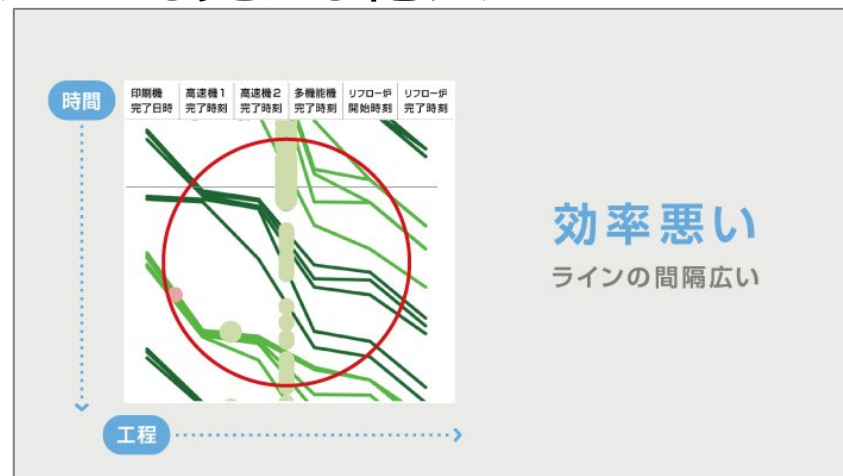 時間
印刷機 高速機1 高速機2 多機能機 リフロー炉 リフロー炉
完了日時 完了時刻 完了時刻 完了時刻 開始時刻 完了時刻
効率悪い
ラインの間隔広い
工程